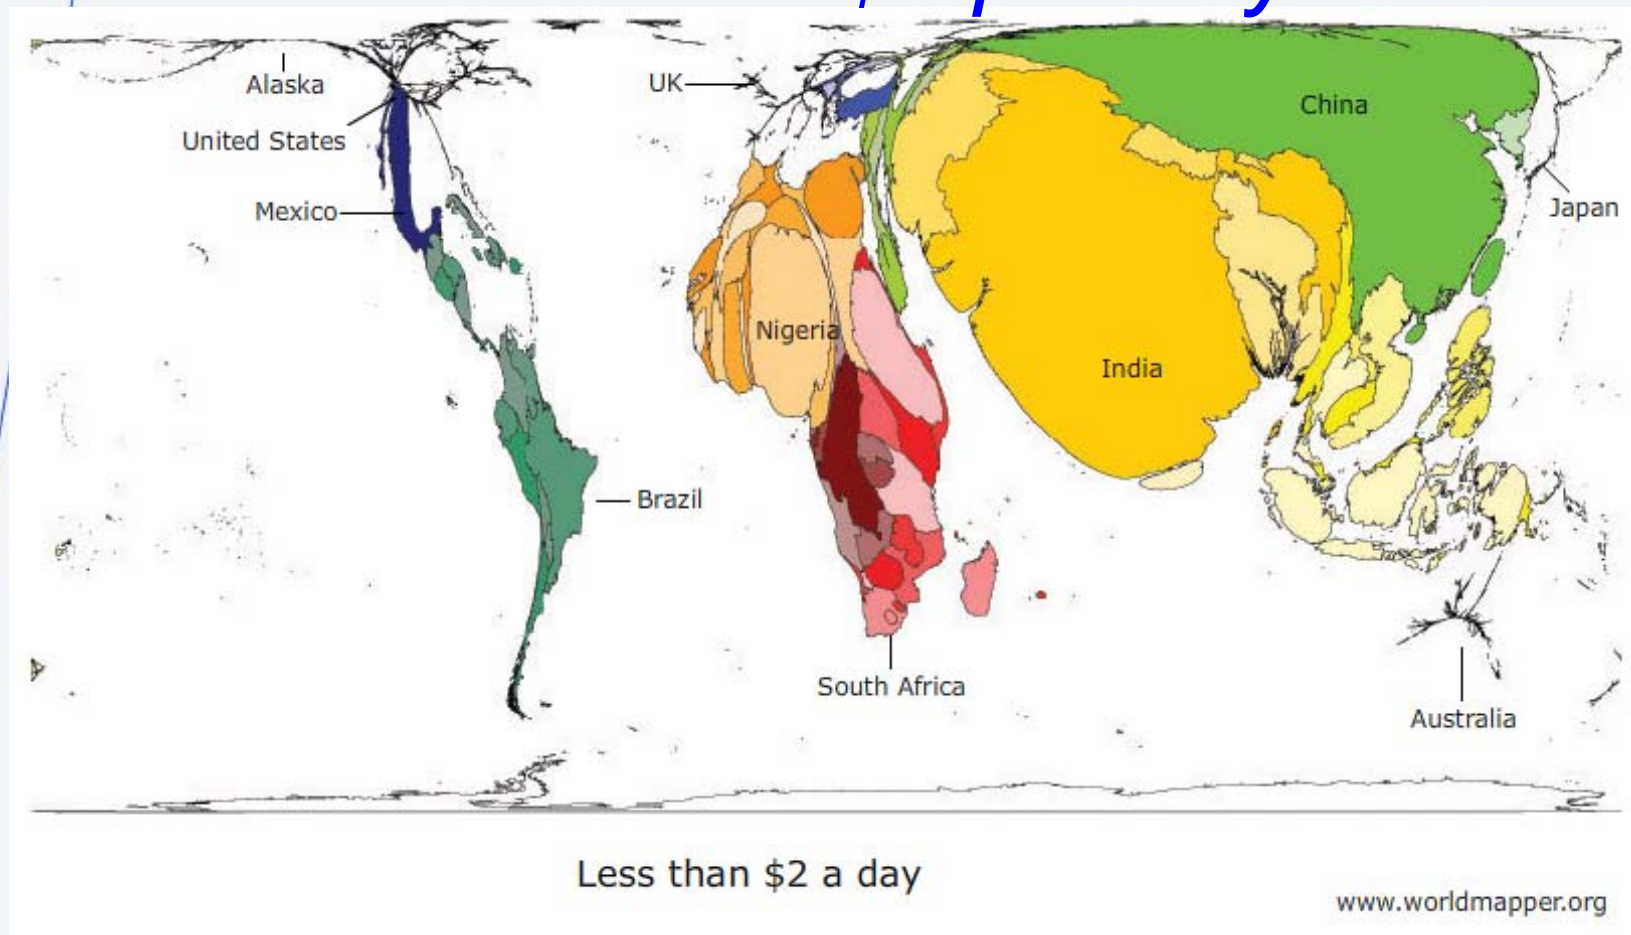 Alaska
UK
China
United States
Mexico
Japan
Nigeria
India
Brazil
South Africa
Australia
Less than $2 a day
www.worldmapper.org